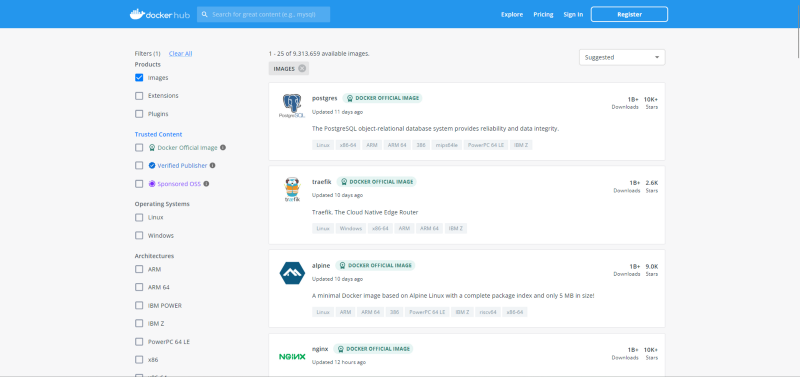 docker hub
Search for great content (e.g., mysql)
Explore
Pricing
Sign In
Register
Filters (1)
Clear All
Products
Images
Extensions
Plugins
Trusted Content
Docker Official Image
Verified Publisher
Sponsored OSS
Operating Systems
Linux
Windows
Architectures
ARM
ARM 64
IBM POWER
IBM Z
PowerPC 64 LE
x86
x86-64
1 - 25 of 9,313,659 available images.
Suggested
IMAGES
PostgreSQL
postgres
DOCKER OFFICIAL IMAGE
1B+
10K+
Downloads
Stars
Updated 11 days ago
The PostgreSQL object-relational database system provides reliability and data integrity.
Linux x86-64 ARM ARM 64 386 mips64le PowerPC 64 LE IBM Z
træfik
traefik
DOCKER OFFICIAL IMAGE
1B+
2.6K
Downloads
Stars
Updated 10 days ago
Traefik, The Cloud Native Edge Router
Linux Windows x86-64 ARM ARM 64 IBM Z
alpine
DOCKER OFFICIAL IMAGE
1B+
9.0K
Downloads
Stars
Updated 10 days ago
A minimal Docker image based on Alpine Linux with a complete package index and only 5 MB in size!
Linux ARM ARM 64 386 PowerPC 64 LE IBM Z riscv64 x86-64
NGINX
nginx
DOCKER OFFICIAL IMAGE
1B+
10K+
Downloads
Stars
Updated 12 hours ago